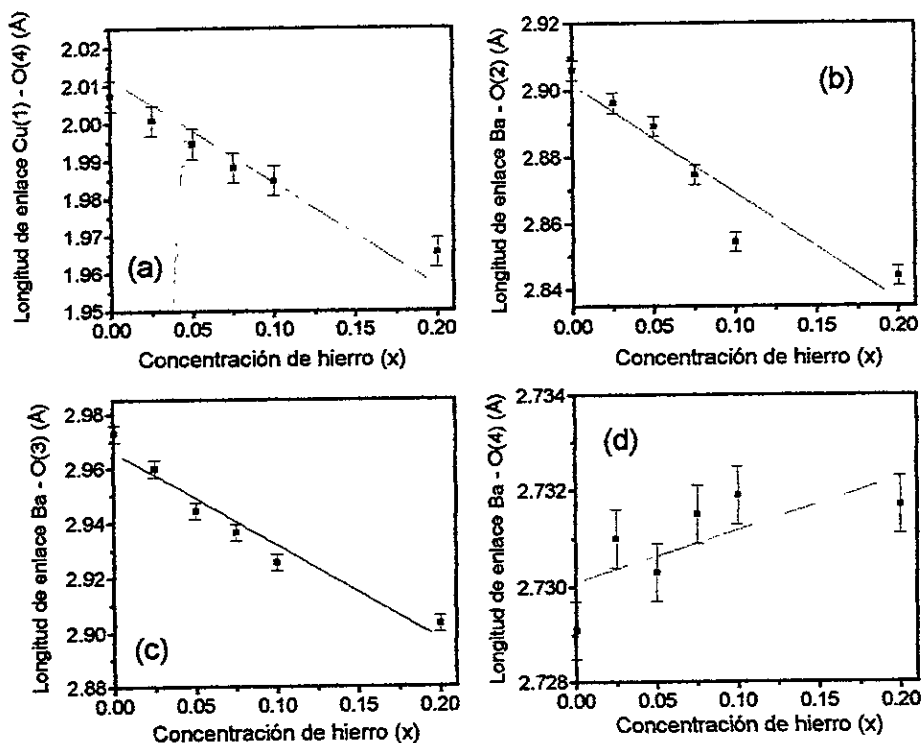 Longitud de enlace Cu(1) - O(4) (Å)
2.02
2.01
2.00
1.99
1.98
1.97
1.96
1.95
(a)
0.00 0.05 0.10 0.15 0.20
Concentración de hierro (x)
Longitud de enlace Ba - O(2) (Å)
2.92
2.90
2.88
2.86
2.84
(b)
0.00 0.05 0.10 0.15 0.20
Concentración de hierro (x)
Longitud de enlace Ba - O(3) (Å)
2.98
2.96
2.94
2.92
2.90
2.88
(c)
0.00 0.05 0.10 0.15 0.20
Concentración de hierro (x)
Longitud de enlace Ba - O(4) (Å)
2.734
2.732
2.730
2.728
(d)
0.00 0.05 0.10 0.15 0.20
Concentración de hierro (x)